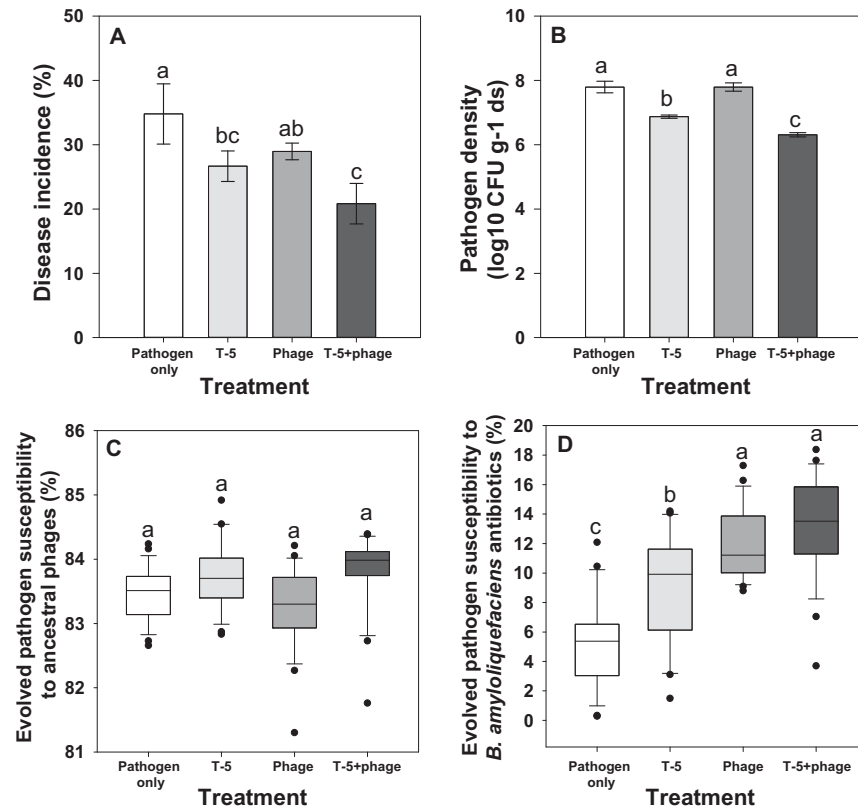 A
Disease incidence (%)
50
40
30
20
10
0
a
bc
ab
c
Pathogen only
T-5
Phage
T-5+phage
Treatment
B
Pathogen density
(log10 CFU g-1 ds)
10
8
6
4
2
0
a
b
a
c
Pathogen only
T-5
Phage
T-5+phage
Treatment
C
Evolved pathogen susceptibility
to ancestral phages (%)
86
85
84
83
82
81
a
a
a
a
Pathogen only
T-5
Phage
T-5+phage
Treatment
D
Evolved pathogen susceptibility to
B. amyloliquefaciens antibiotics (%)
20
18
16
14
12
10
8
6
4
2
0
c
b
a
a
Pathogen only
T-5
Phage
T-5+phage
Treatment